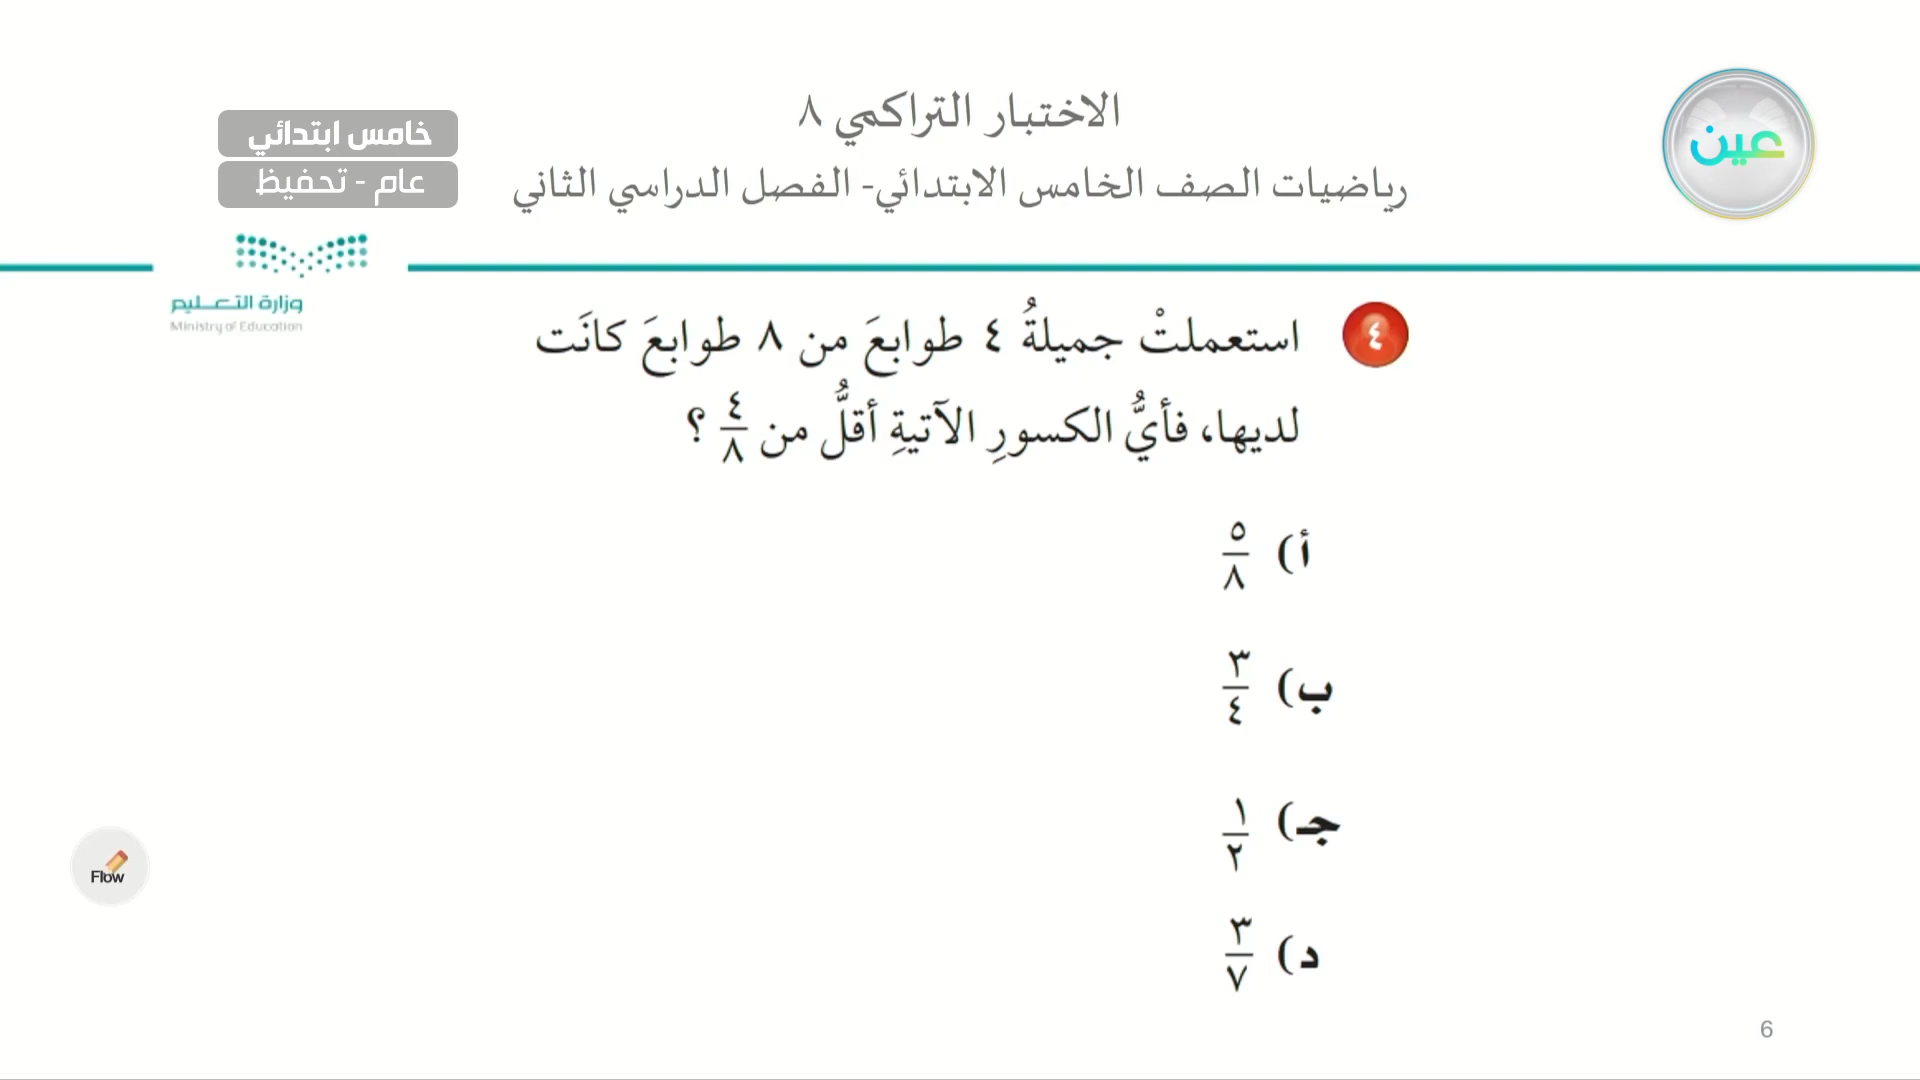 الاختبار التراكمي ٨
رياضيات الصف الخامس الابتدائي- الفصل الدراسي الثاني
عين
خامس ابتدائي
عام - تحفيظ
وزارة التعليم
Ministry of Education
٤ استعملتْ جميلةُ ٤ طوابعَ من ٨ طوابعَ كانَت
لديها، فأيُّ الكسورِ الآتيةِ أقلُّ من ٤/٨ ؟
أ) ٥/٨
ب) ٣/٤
جـ) ١/٢
د) ٣/٧
Flow
6